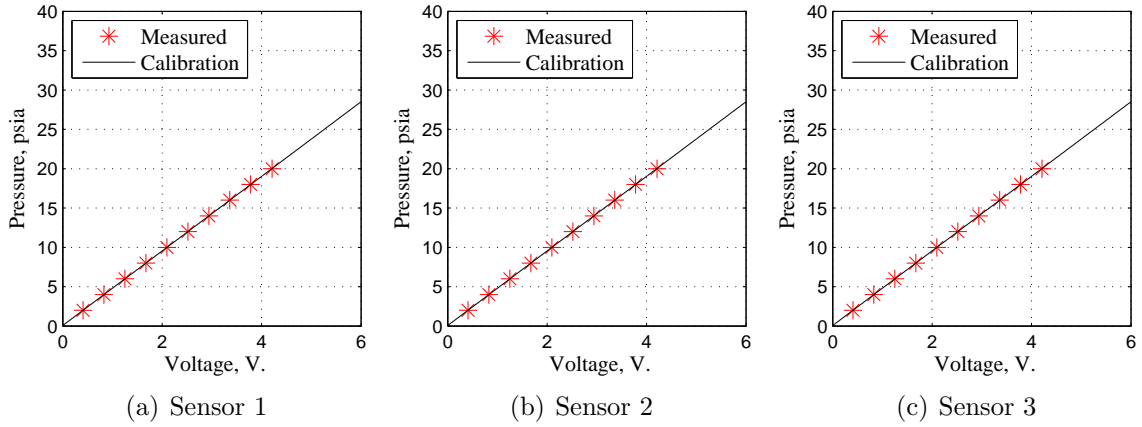 40
35
30
25
20
15
10
5
0
Pressure, psia
Measured
Calibration
0 2 4 6
Voltage, V.
(a) Sensor 1
40
35
30
25
20
15
10
5
0
Pressure, psia
Measured
Calibration
0 2 4 6
Voltage, V.
(b) Sensor 2
40
35
30
25
20
15
10
5
0
Pressure, psia
Measured
Calibration
0 2 4 6
Voltage, V.
(c) Sensor 3